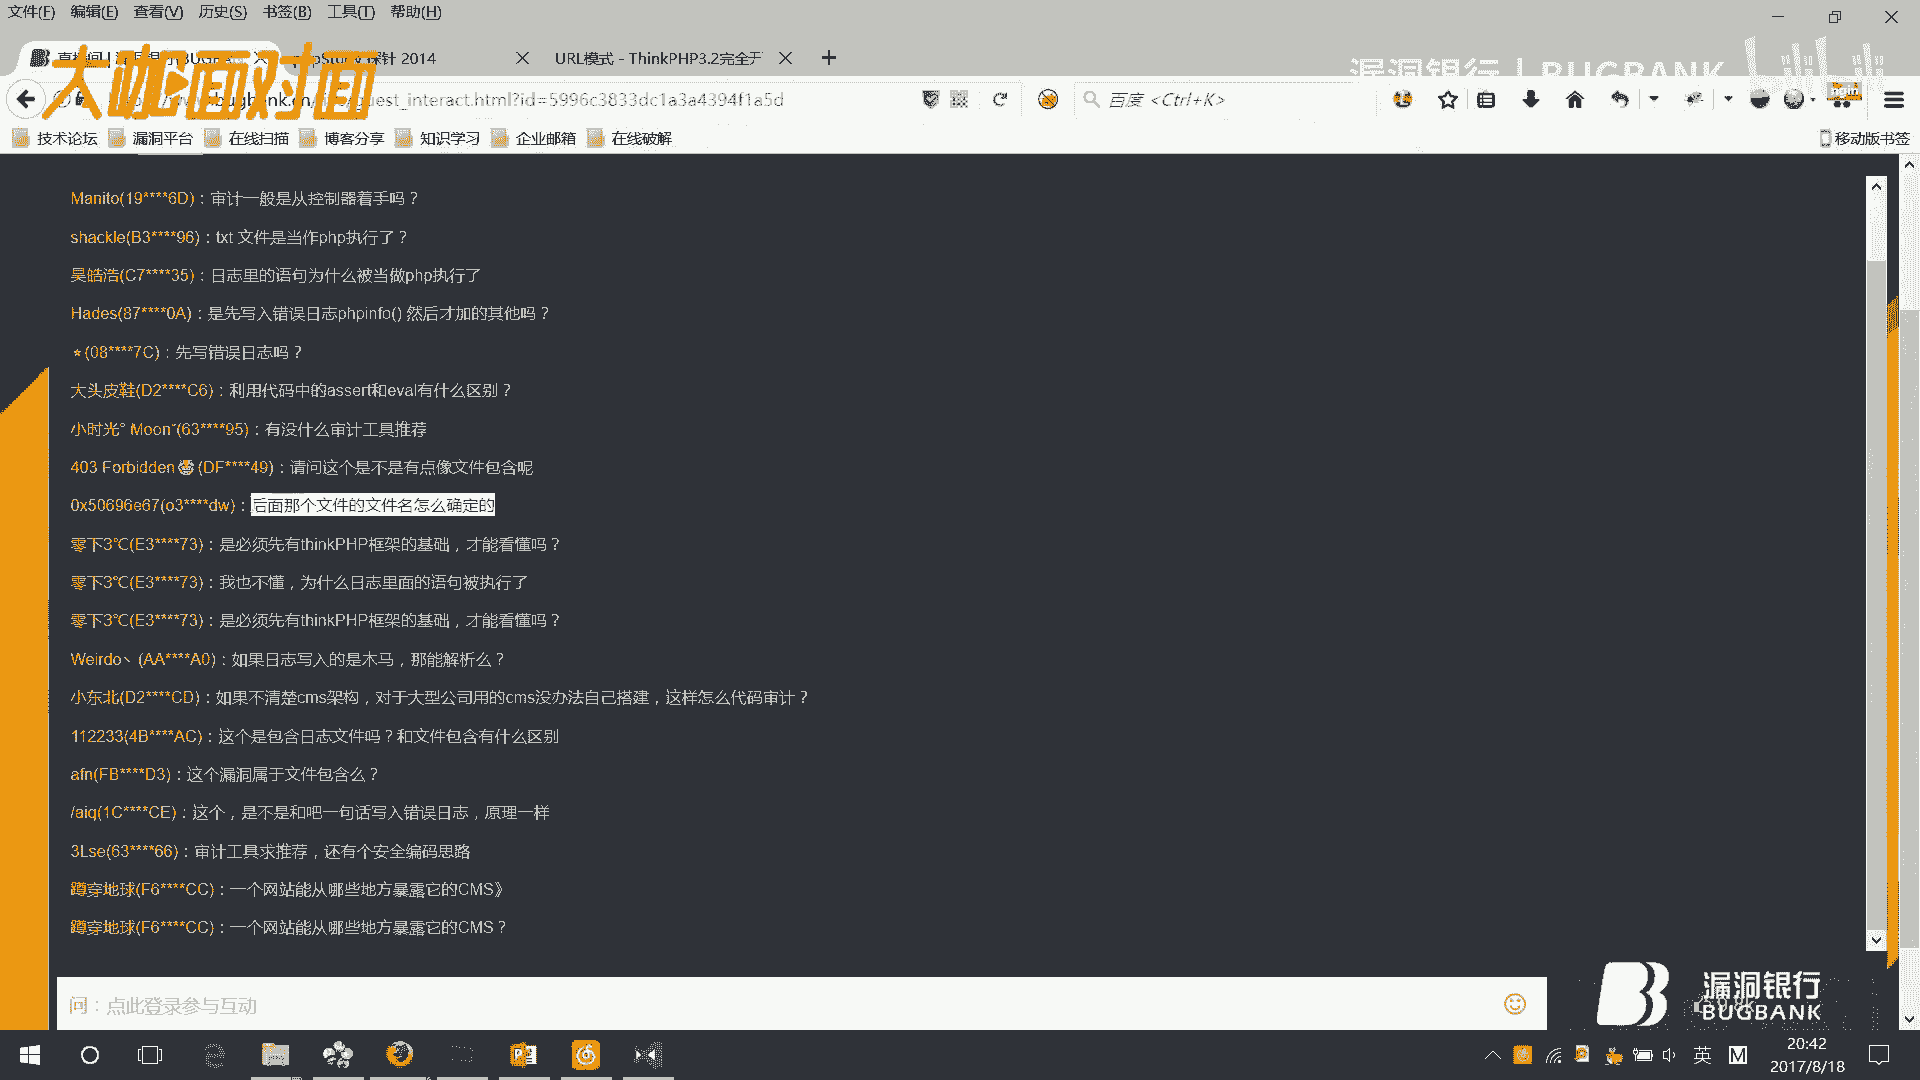 文件(F) 编辑(E) 查看(V) 历史(S) 书签(B) 工具(T) 帮助(H)
大咖面对面
探针 2014
URL模式 - ThinkPHP3.2完全开
漏洞银行 | BUGBANK
bugbank.cn
guest_interact.html?id=5996c3833dc1a3a4394f1a5d
百度 <Ctrl+K>
技术论坛 漏洞平台 在线扫描 博客分享 知识学习 企业邮箱 在线破解
移动版书签
Manito(19****6D)：审计一般是从控制器着手吗？
shackle(B3****96)：txt 文件是当作php执行了？
昊皓浩(C7****35)：日志里的语句为什么被当做php执行了
Hades(87****0A)：是先写入错误日志phpinfo() 然后才加的其他吗？
*(08****7C)：先写错误日志吗？
大头皮鞋(D2****C6)：利用代码中的assert和eval有什么区别？
小时光° Moon˜(63****95)：有没什么审计工具推荐
403 Forbidden (DF****49)：请问这个是不是有点像文件包含呢
0x50696e67(o3****dw)：后面那个文件的文件名怎么确定的
零下3℃(E3****73)：是必须先有thinkPHP框架的基础，才能看懂吗？
零下3℃(E3****73)：我也不懂，为什么日志里面的语句被执行了
零下3℃(E3****73)：是必须先有thinkPHP框架的基础，才能看懂吗？
Weirdo丶 (AA****A0)：如果日志写入的是木马，那能解析么？
小东北(D2****CD)：如果不清楚cms架构，对于大型公司用的cms没办法自己搭建，这样怎么代码审计？
112233(4B****AC)：这个是包含日志文件吗？和文件包含有什么区别
afn(FB****D3)：这个漏洞属于文件包含么？
/aiq(1C****CE)：这个，是不是和吧一句话写入错误日志，原理一样
3Lse(63****66)：审计工具求推荐，还有个安全编码思路
蹲穿地球(F6****CC)：一个网站能从哪些地方暴露它的CMS》
蹲穿地球(F6****CC)：一个网站能从哪些地方暴露它的CMS？
问：点此登录参与互动
漏洞银行
BUGBANK
英
M
20:42
2017/8/18